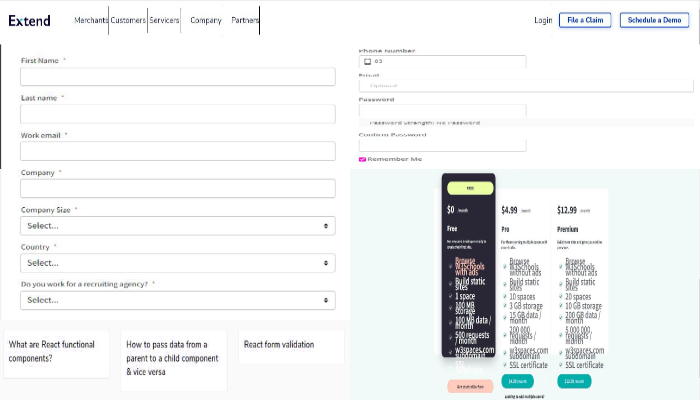 Extend
Merchants Customers Servicers Company Partners
Login File a Claim Schedule a Demo
First Name *
Last name *
Work email *
Company *
Company Size *
Select...
Country *
Select...
Do you work for a recruiting agency? *
Select...
What are React functional
components?
How to pass data from a
parent to a child component
& vice versa
React form validation
Phone Number
Email
Optional
Password
Password Strength: No Password
Confirm Password
Remember Me
$0 /month
Free
Browse
W3Schools
with ads
Build static
sites
1 space
100 MB
storage
100 MB data /
month
500 requests
/ month
w3spaces.com
subdomain
$4.99 /month
Pro
Browse
W3Schools
without ads
Build static
sites
10 spaces
3 GB storage
15 GB data /
month
200 000
requests /
month
w3spaces.com
subdomain
SSL certificate
$12.99 /month
Premium
Browse
W3Schools
without ads
Build static
sites
20 spaces
10 GB storage
200 GB data /
month
5 000 000
requests /
month
w3spaces.com
subdomain
SSL certificate